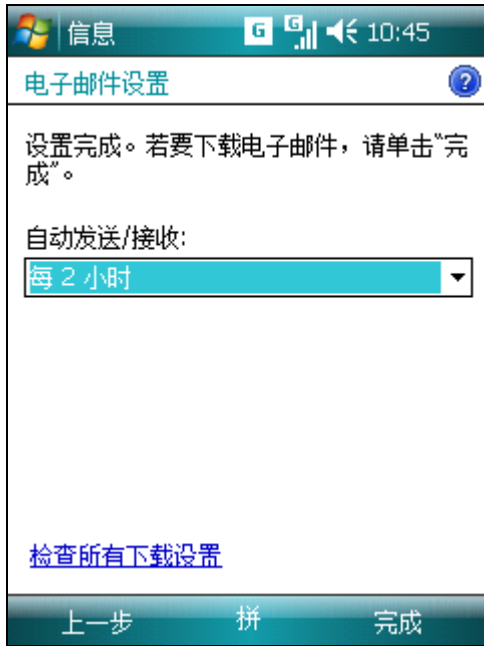 信息 G G 10:45
电子邮件设置 ?
设置完成。若要下载电子邮件，请单击"完
成"。
自动发送/接收:
每 2 小时
检查所有下载设置
上一步 拼 完成